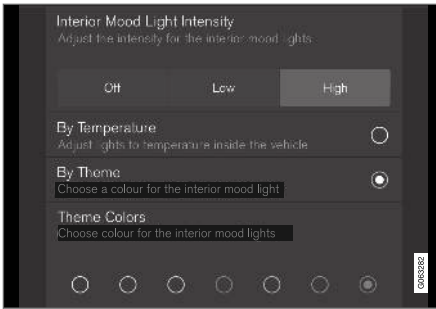 Interior Mood Light Intensity
Adjust the intensity for the interior mood lights
Off Low High
By Temperature
Adjust lights to temperature inside the vehicle
By Theme
Choose a colour for the interior mood light
Theme Colors
Choose colour for the interior mood lights
G063282